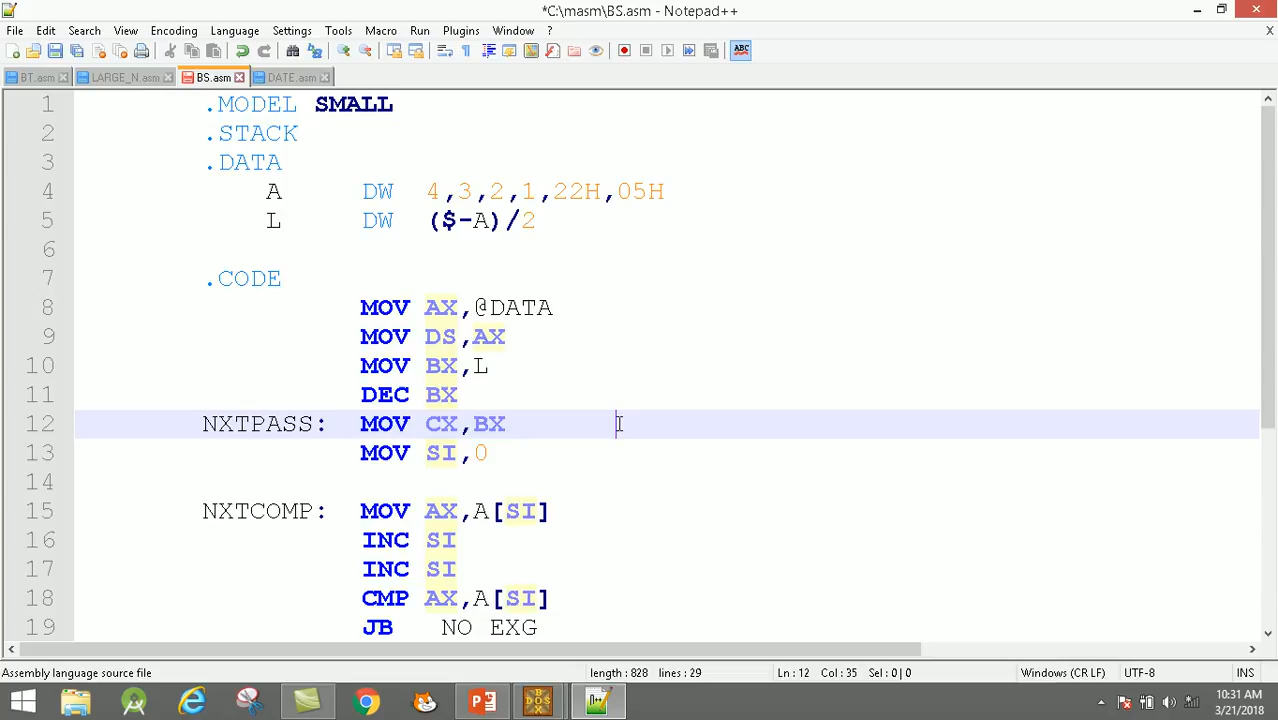 *C:\masm\BS.asm - Notepad++
File Edit Search View Encoding Language Settings Tools Macro Run Plugins Window ? X
BT.asm LARGE_N.asm BS.asm DATE.asm
1 .MODEL SMALL
2 .STACK
3 .DATA
4 A DW 4,3,2,1,22H,05H
5 L DW ($-A)/2
6
7 .CODE
8 MOV AX,@DATA
9 MOV DS,AX
10 MOV BX,L
11 DEC BX
12 NXTPASS: MOV CX,BX
13 MOV SI,0
14
15 NXTCOMP: MOV AX,A[SI]
16 INC SI
17 INC SI
18 CMP AX,A[SI]
19 JB NO EXG
Assembly language source file length : 828 lines : 29 Ln : 12 Col : 35 Sel : 0 | 0 Windows (CR LF) UTF-8 INS
10:31 AM
3/21/2018